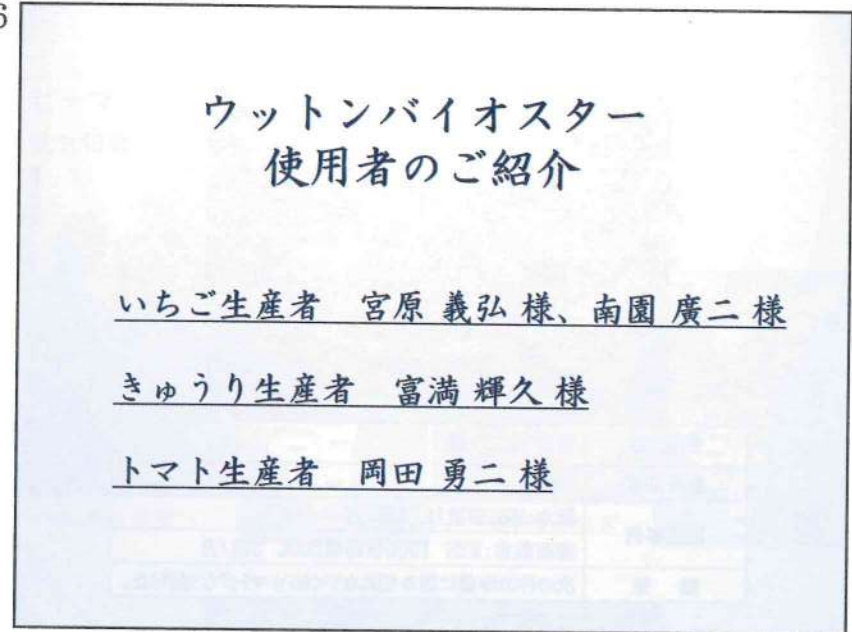 6
ウットンバイオスター
使用者のご紹介
いちご生産者　宮原 義弘 様、南園 廣二 様
きゅうり生産者　富満 輝久 様
トマト生産者　岡田 勇二 様